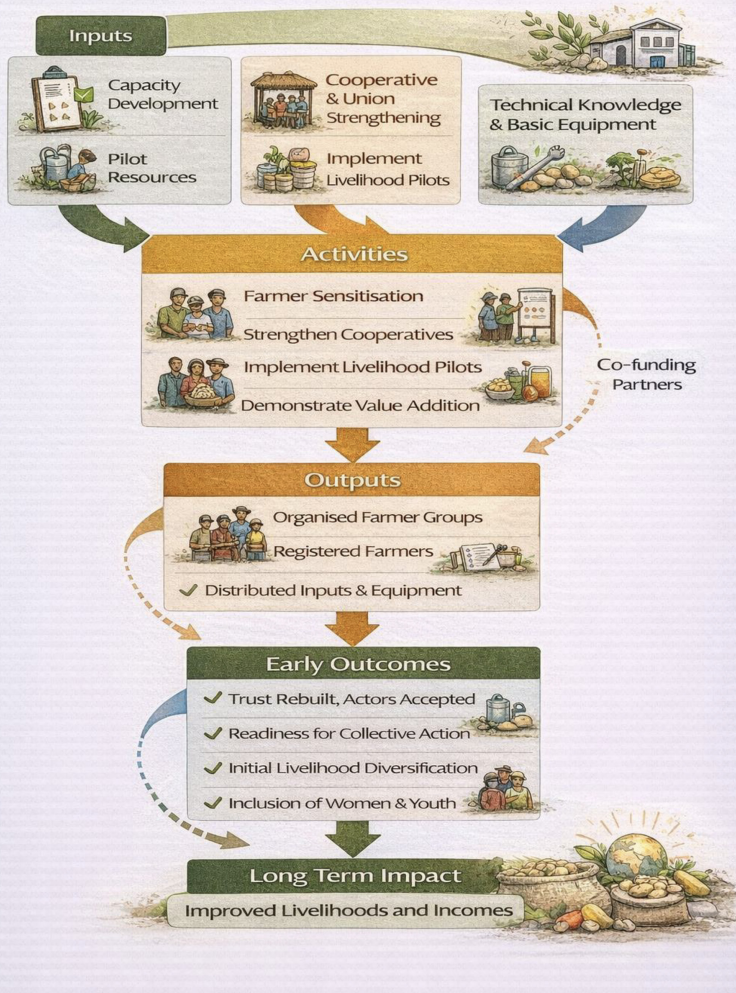 Inputs
Capacity
Development
Pilot
Resources
Cooperative
& Union
Strengthening
Implement
Livelihood Pilots
Technical Knowledge
& Basic Equipment
Activities
Farmer Sensitisation
Strengthen Cooperatives
Implement Livelihood Pilots
Demonstrate Value Addition
Co-funding
Partners
Outputs
Organised Farmer Groups
Registered Farmers
Distributed Inputs & Equipment
Early Outcomes
Trust Rebuilt, Actors Accepted
Readiness for Collective Action
Initial Livelihood Diversification
Inclusion of Women & Youth
Long Term Impact
Improved Livelihoods and Incomes